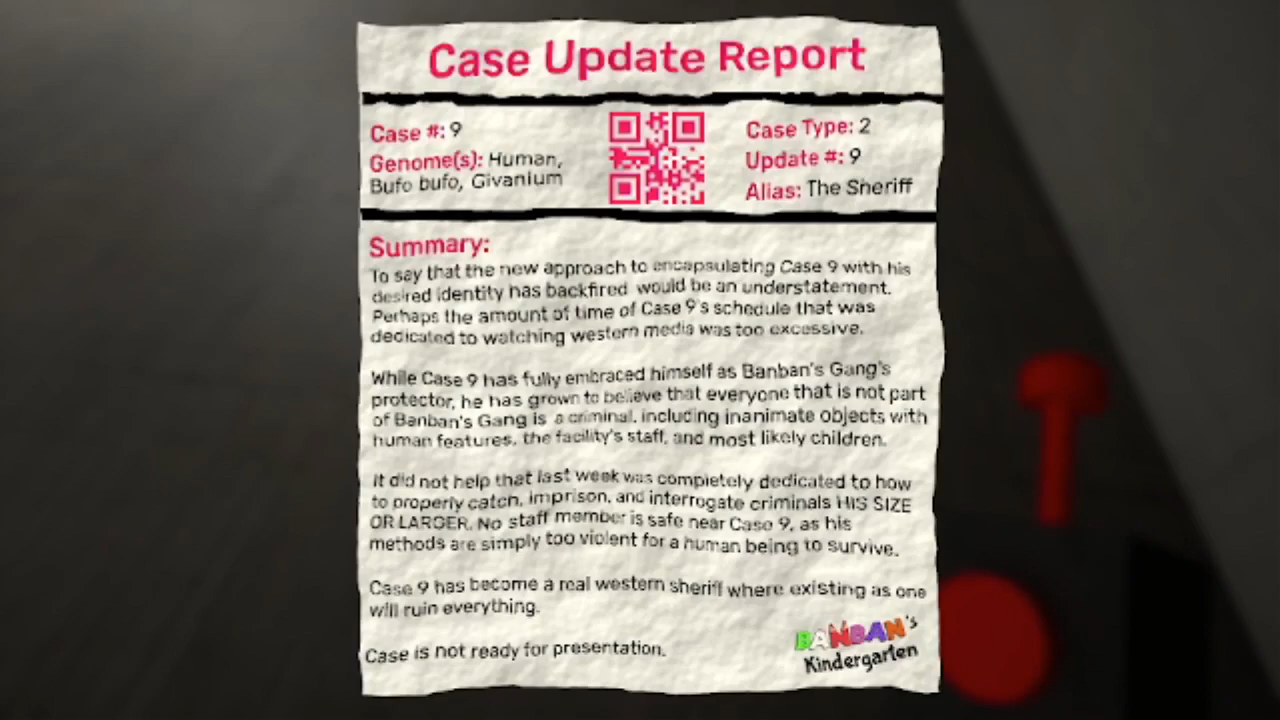 Case Update Report
Case #: 9
Genome(s): Human,
Bufo bufo, Givanium
Case Type: 2
Update #: 9
Alias: The Sheriff
Summary:
To say that the new approach to encapsulating Case 9 with his
desired identity has backfired would be an understatement.
Perhaps the amount of time of Case 9's schedule that was
dedicated to watching western media was too excessive.
While Case 9 has fully embraced himself as Banban's Gang's
protector, he has grown to believe that everyone that is not part
of Banban's Gang is a criminal, including inanimate objects with
human features, the facility's staff, and most likely children.
It did not help that last week was completely dedicated to how
to properly catch, imprison, and interrogate criminals HIS SIZE
OR LARGER. No staff member is safe near Case 9, as his
methods are simply too violent for a human being to survive.
Case 9 has become a real western sheriff where existing as one
will ruin everything.
Case is not ready for presentation.
BANBAN's
Kindergarten